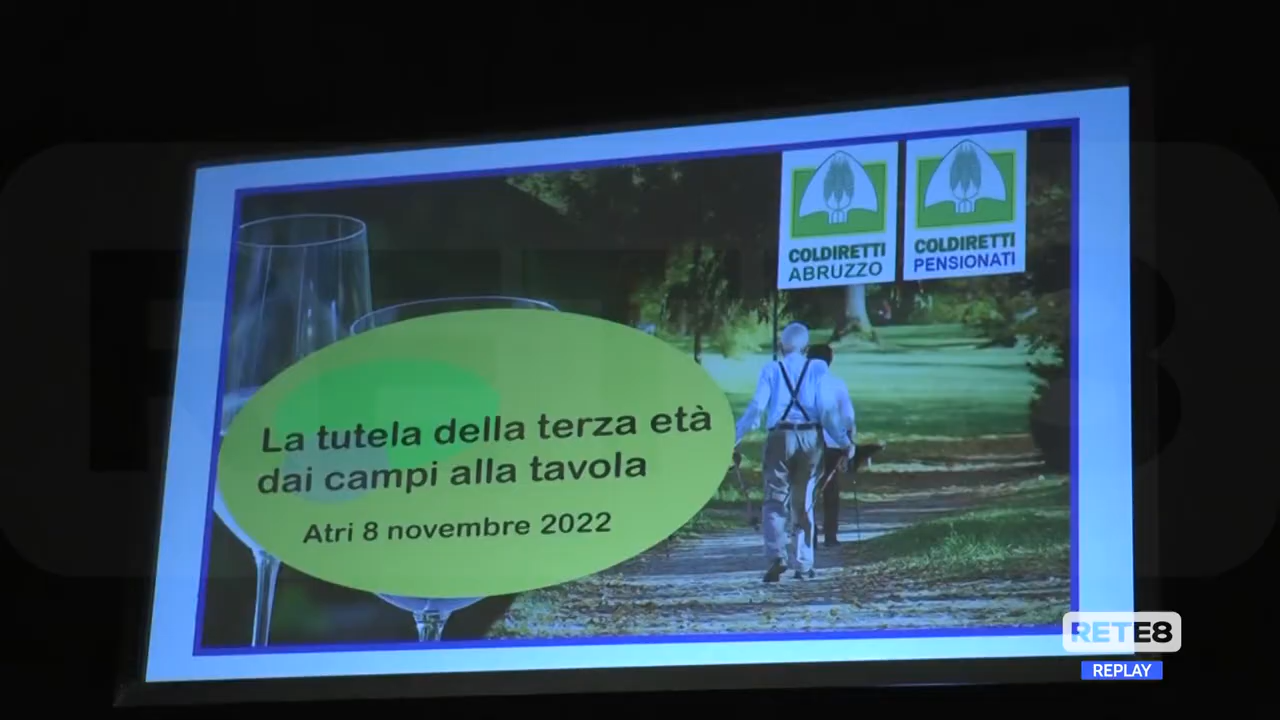 COLDIRETTI
ABRUZZO
COLDIRETTI
PENSIONATI
La tutela della terza età
dai campi alla tavola
Atri 8 novembre 2022
RETE8
REPLAY